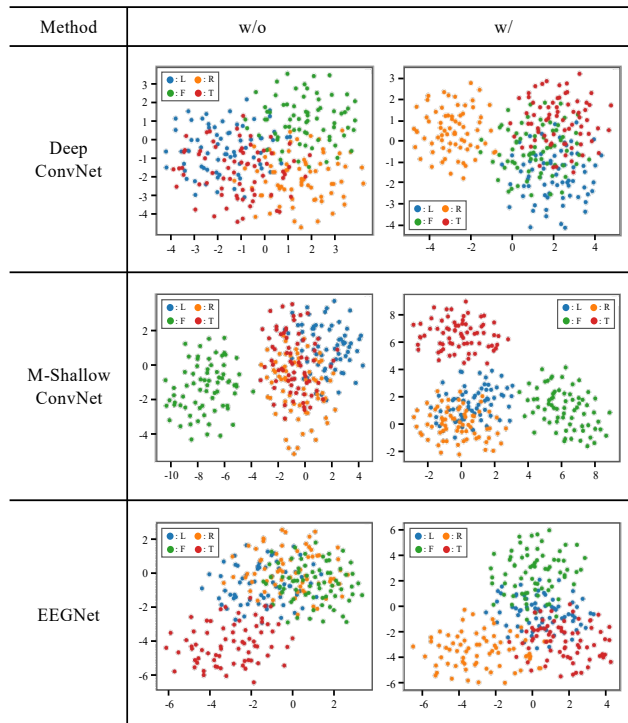 Method w/o w/
Deep
ConvNet
: L : R
: F : T
3
2
1
0
-1
-2
-3
-4
-4 -3 -2 -1 0 1 2 3
3
2
1
0
-1
-2
-3
-4
: L : R
: F : T
-4 -2 0 2 4
M-Shallow
ConvNet
: L : R
: F : T
2
0
-2
-4
-10 -8 -6 -4 -2 0 2 4
: L : R
: F : T
8
6
4
2
0
-2
-2 0 2 4 6 8
EEGNet
: L : R
: F : T
2
0
-2
-4
-6
-6 -4 -2 0 2
: L : R
: F : T
6
4
2
0
-2
-4
-6
-6 -4 -2 0 2 4